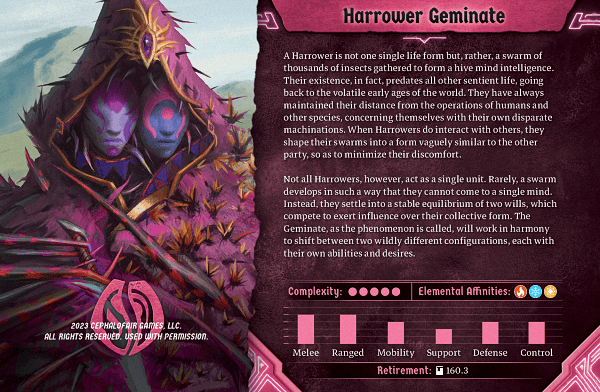 Harrower Geminate
A Harrower is not one single life form but, rather, a swarm of
thousands of insects gathered to form a hive mind intelligence.
Their existence, in fact, predates all other sentient life, going
back to the volatile early ages of the world. They have always
maintained their distance from the operations of humans and
other species, concerning themselves with their own disparate
machinations. When Harrowers do interact with others, they
shape their swarms into a form vaguely similar to the other
party, so as to minimize their discomfort.
Not all Harrowers, however, act as a single unit. Rarely, a swarm
develops in such a way that they cannot come to a single mind.
Instead, they settle into a stable equilibrium of two wills, which
compete to exert influence over their collective form. The
Geminate, as the phenomenon is called, will work in harmony
to shift between two wildly different configurations, each with
their own abilities and desires.
Complexity: Elemental Affinities:
Melee Ranged Mobility Support Defense Control
Retirement: 160.3
2023 CEPHALOFAIR GAMES, LLC.
ALL RIGHTS RESERVED. USED WITH PERMISSION.